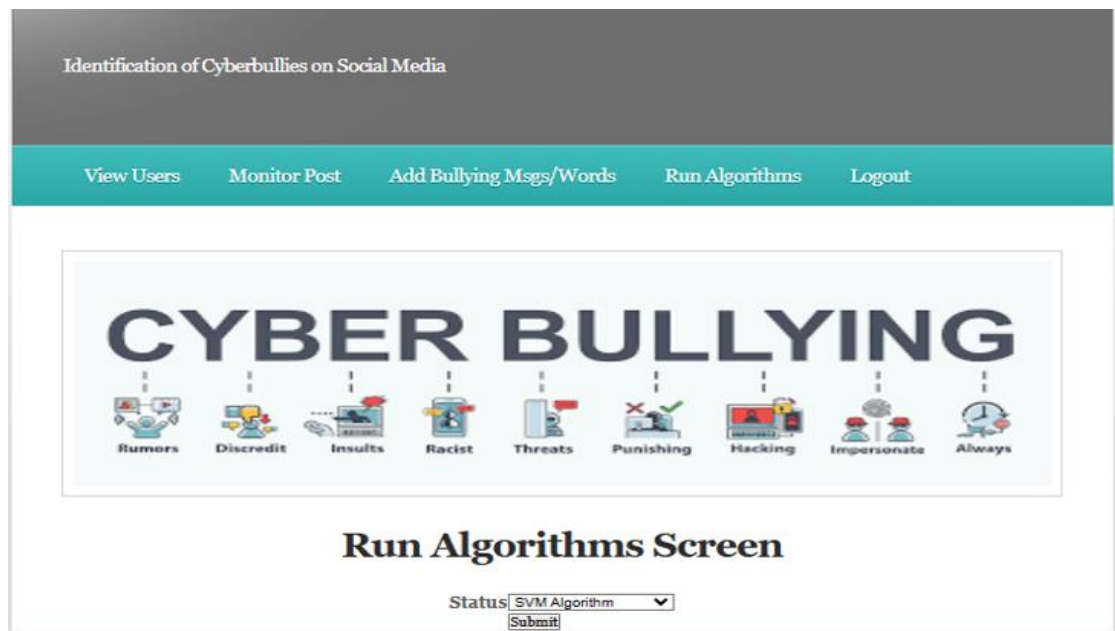 Identification of Cyberbullies on Social Media
View Users Monitor Post Add Bullying Msgs/Words Run Algorithms Logout
CYBER BULLYING
Rumors Discredit Insults Racist Threats Punishing Hacking Impersonate Always
Run Algorithms Screen
Status SVM Algorithm
Submit